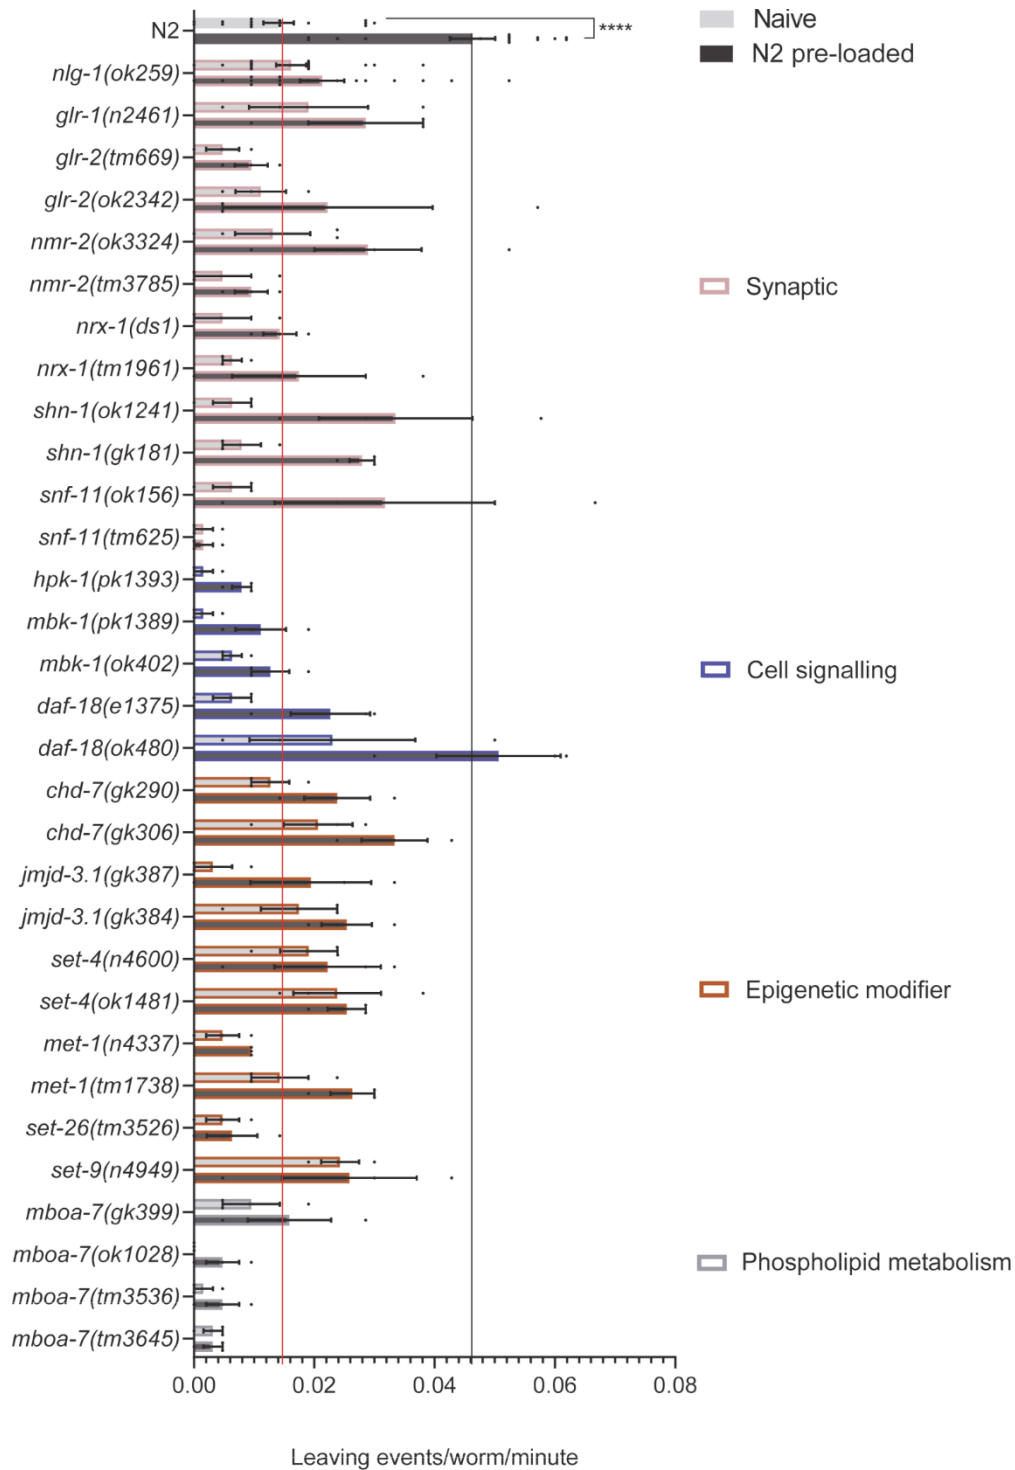 N2
****
Naive
N2 pre-loaded
nlg-1(ok259)
glr-1(n2461)
glr-2(tm669)
glr-2(ok2342)
nmr-2(ok3324)
nmr-2(tm3785)
Synaptic
nrx-1(ds1)
nrx-1(tm1961)
shn-1(ok1241)
shn-1(gk181)
snf-11(ok156)
snf-11(tm625)
hpk-1(pk1393)
mbk-1(pk1389)
mbk-1(ok402)
Cell signalling
daf-18(e1375)
daf-18(ok480)
chd-7(gk290)
chd-7(gk306)
jmjd-3.1(gk387)
jmjd-3.1(gk384)
set-4(n4600)
Epigenetic modifier
set-4(ok1481)
met-1(n4337)
met-1(tm1738)
set-26(tm3526)
set-9(n4949)
mboa-7(gk399)
mboa-7(ok1028)
Phospholipid metabolism
mboa-7(tm3536)
mboa-7(tm3645)
0.00 0.02 0.04 0.06 0.08
Leaving events/worm/minute